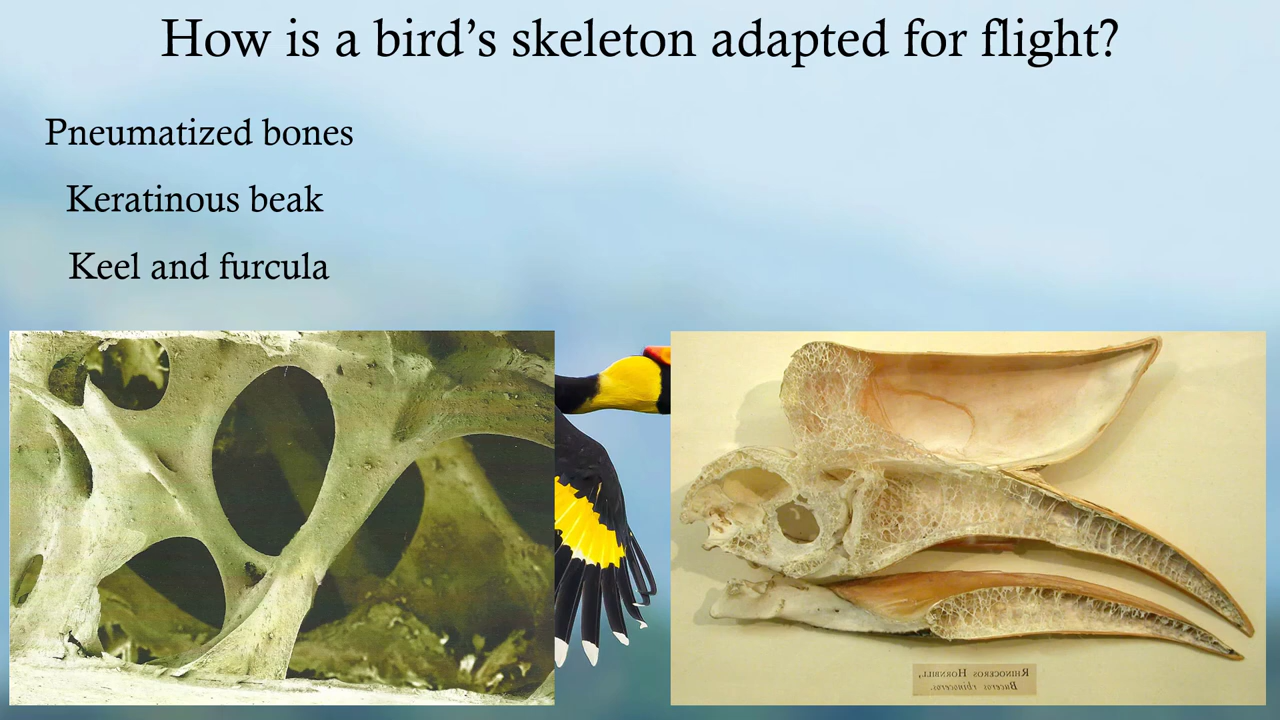 How is a bird's skeleton adapted for flight?
Pneumatized bones
Keratinous beak
Keel and furcula
Rhinoceros Hornbill,
Buceros rhinoceros.